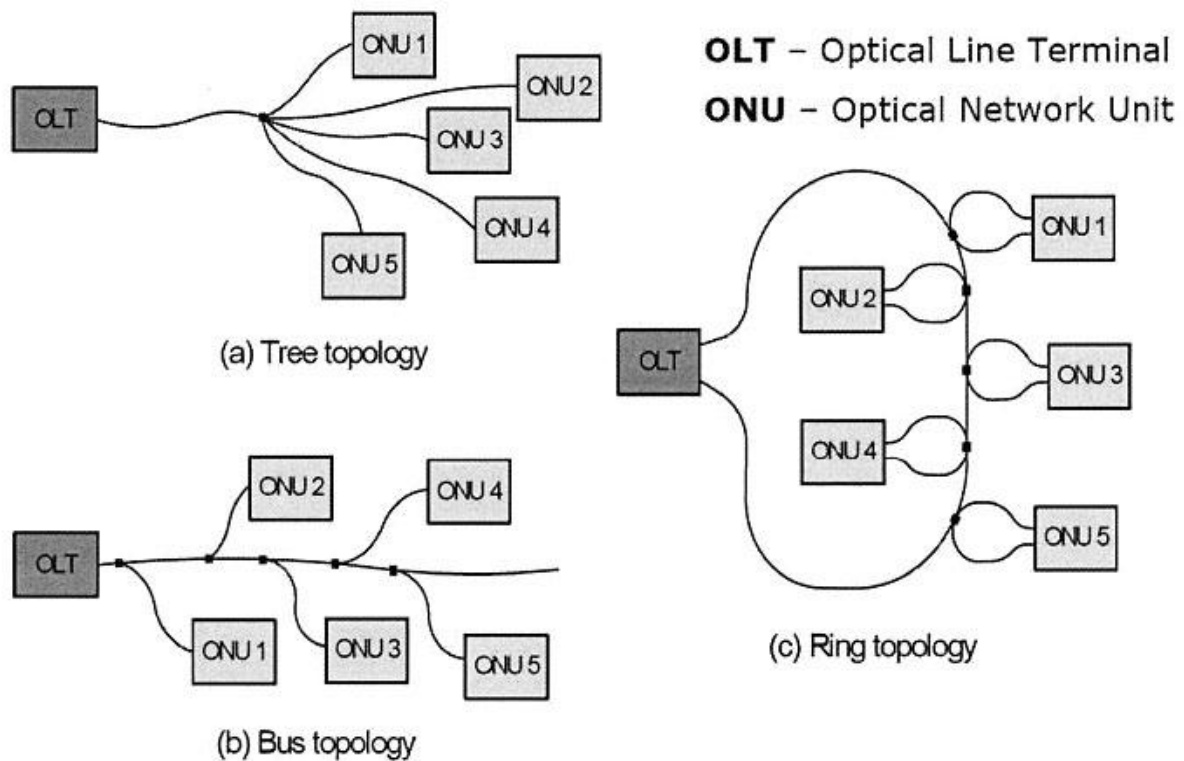 OLT – Optical Line Terminal
ONU – Optical Network Unit
OLT
ONU 1
ONU 2
ONU 3
ONU 4
ONU 5
(a) Tree topology
OLT
ONU 2
ONU 4
ONU 1
ONU 3
ONU 5
(b) Bus topology
OLT
ONU 1
ONU 2
ONU 3
ONU 4
ONU 5
(c) Ring topology